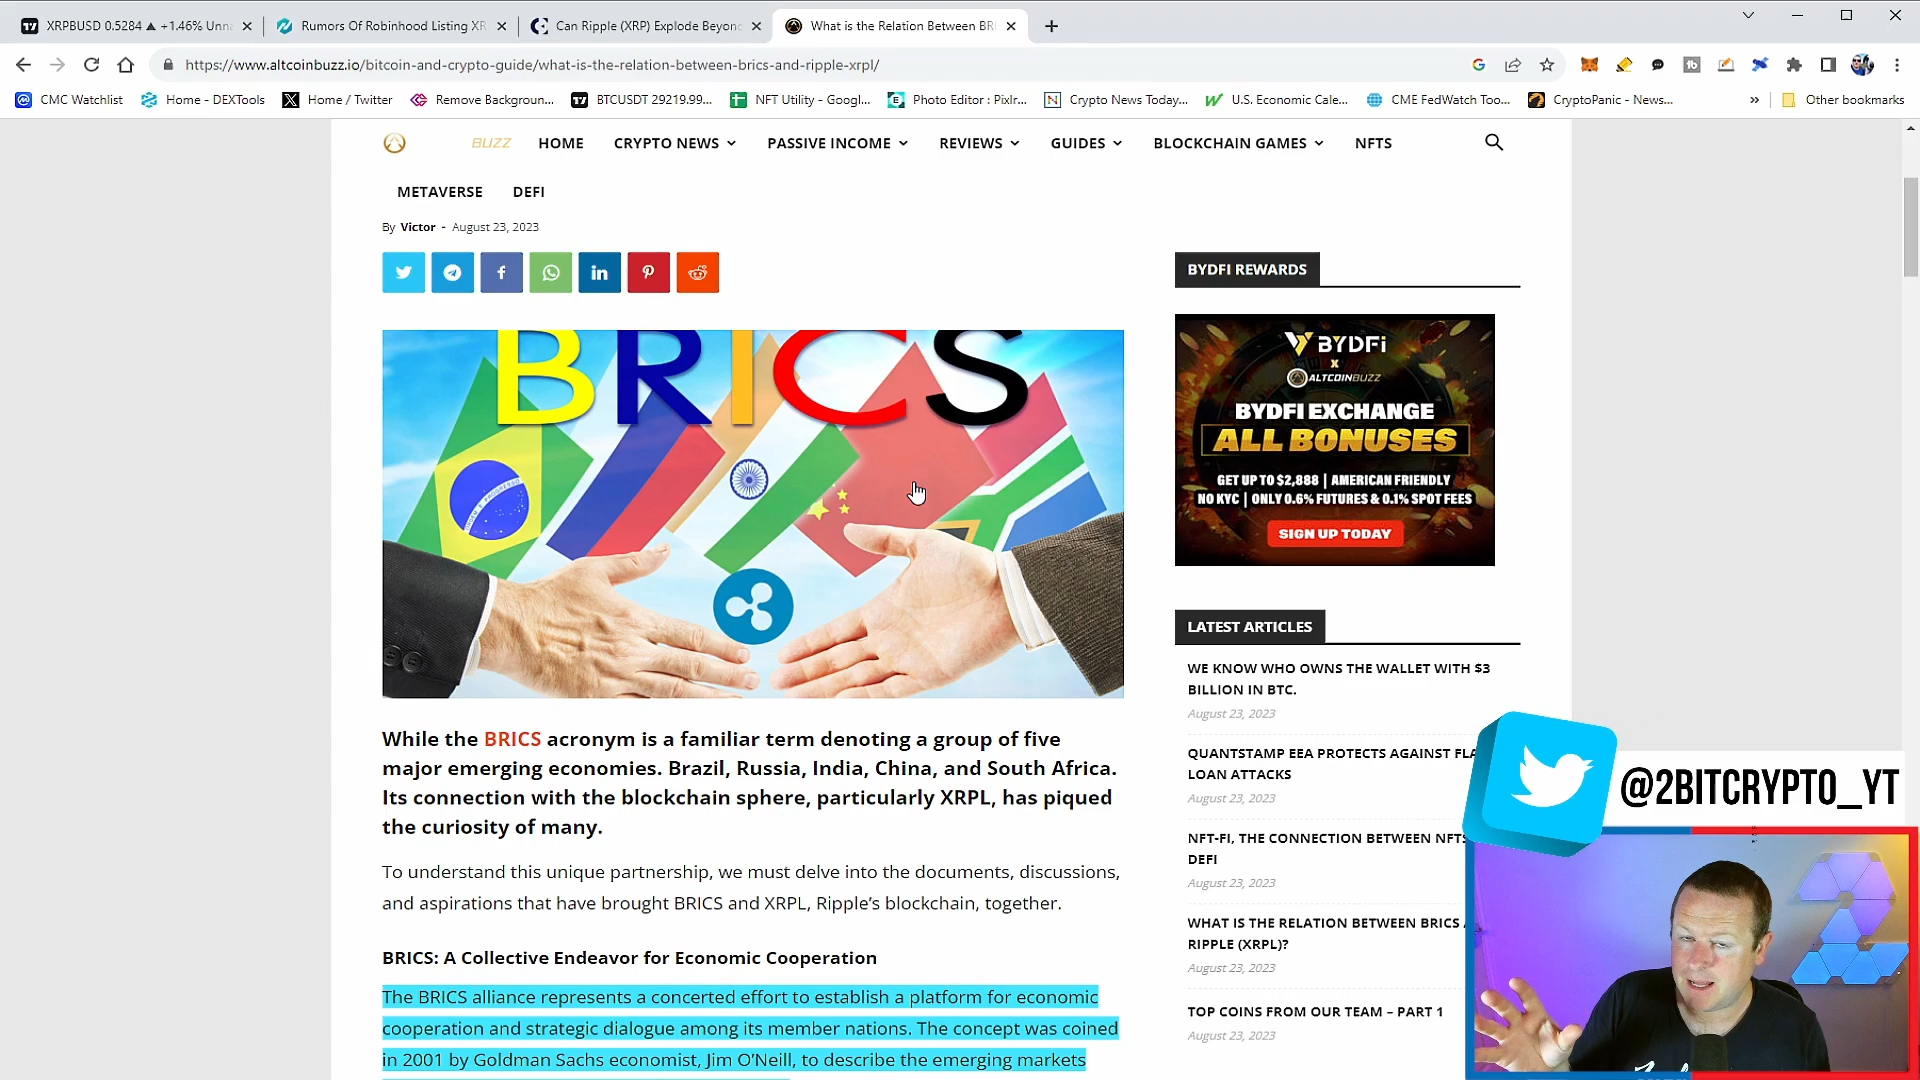 XRPBUSD 0.5284 ▲ +1.46% Unna
Rumors Of Robinhood Listing XR
Can Ripple (XRP) Explode Beyon
What is the Relation Between BRI
https://www.altcoinbuzz.io/bitcoin-and-crypto-guide/what-is-the-relation-between-brics-and-ripple-xrpl/
CMC Watchlist
Home - DEXTools
Home / Twitter
Remove Backgroun...
BTCUSDT 29219.99...
NFT Utility - Googl...
Photo Editor : Pixlr...
Crypto News Today...
U.S. Economic Cale...
CME FedWatch Too...
CryptoPanic - News...
»
Other bookmarks
BUZZ
HOME
CRYPTO NEWS
PASSIVE INCOME
REVIEWS
GUIDES
BLOCKCHAIN GAMES
NFTS
METAVERSE
DEFI
By Victor - August 23, 2023
BRICS
While the BRICS acronym is a familiar term denoting a group of five
major emerging economies. Brazil, Russia, India, China, and South Africa.
Its connection with the blockchain sphere, particularly XRPL, has piqued
the curiosity of many.
To understand this unique partnership, we must delve into the documents, discussions,
and aspirations that have brought BRICS and XRPL, Ripple's blockchain, together.
BRICS: A Collective Endeavor for Economic Cooperation
The BRICS alliance represents a concerted effort to establish a platform for economic
cooperation and strategic dialogue among its member nations. The concept was coined
in 2001 by Goldman Sachs economist, Jim O'Neill, to describe the emerging markets
BYDFI REWARDS
BYDFi
X
ALTCOINBUZZ
BYDFI EXCHANGE
ALL BONUSES
GET UP TO $2,888 | AMERICAN FRIENDLY
NO KYC | ONLY 0.6% FUTURES & 0.1% SPOT FEES
SIGN UP TODAY
LATEST ARTICLES
WE KNOW WHO OWNS THE WALLET WITH $3
BILLION IN BTC.
August 23, 2023
QUANTSTAMP EEA PROTECTS AGAINST FLA
LOAN ATTACKS
August 23, 2023
NFT-FI, THE CONNECTION BETWEEN NFTS
DEFI
August 23, 2023
WHAT IS THE RELATION BETWEEN BRICS A
RIPPLE (XRPL)?
August 23, 2023
TOP COINS FROM OUR TEAM – PART 1
August 23, 2023
@2BITCRYPTO_YT